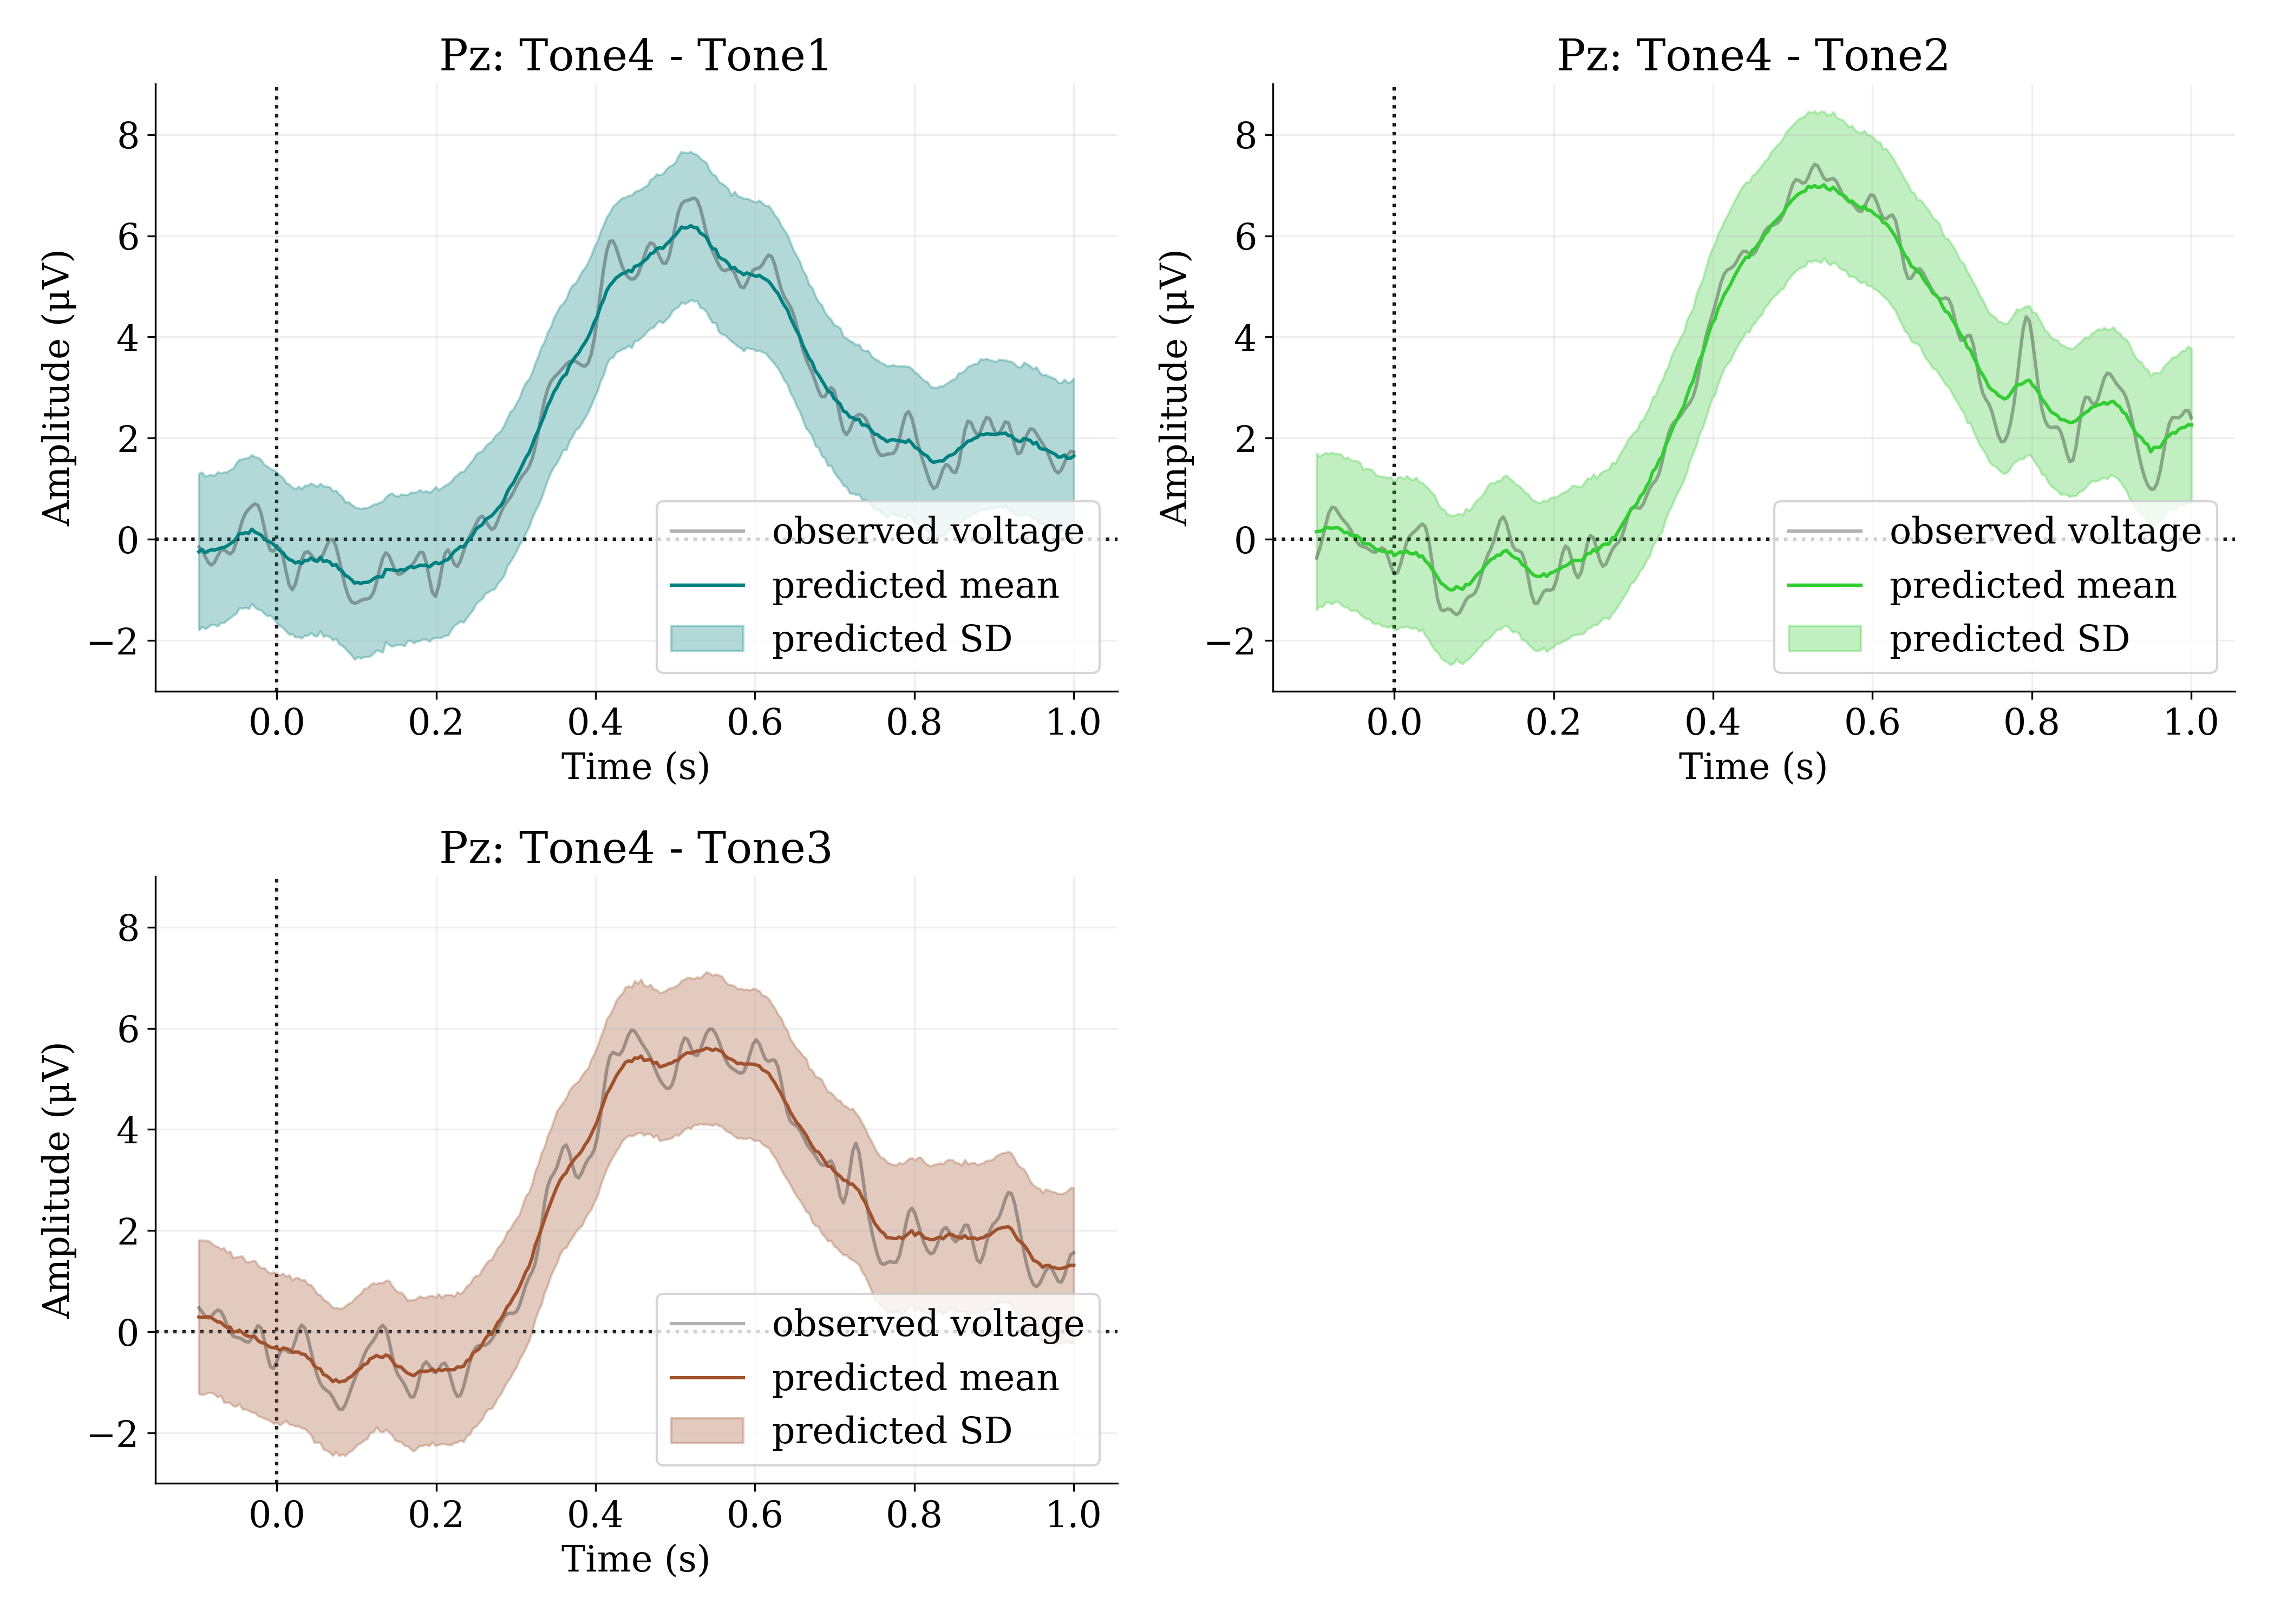 Pz: Tone4 - Tone1
Amplitude (µV)
8
6
4
2
0
−2
0.0 0.2 0.4 0.6 0.8 1.0
Time (s)
observed voltage
predicted mean
predicted SD
Pz: Tone4 - Tone2
Amplitude (µV)
8
6
4
2
0
−2
0.0 0.2 0.4 0.6 0.8 1.0
Time (s)
observed voltage
predicted mean
predicted SD
Pz: Tone4 - Tone3
Amplitude (µV)
8
6
4
2
0
−2
0.0 0.2 0.4 0.6 0.8 1.0
Time (s)
observed voltage
predicted mean
predicted SD